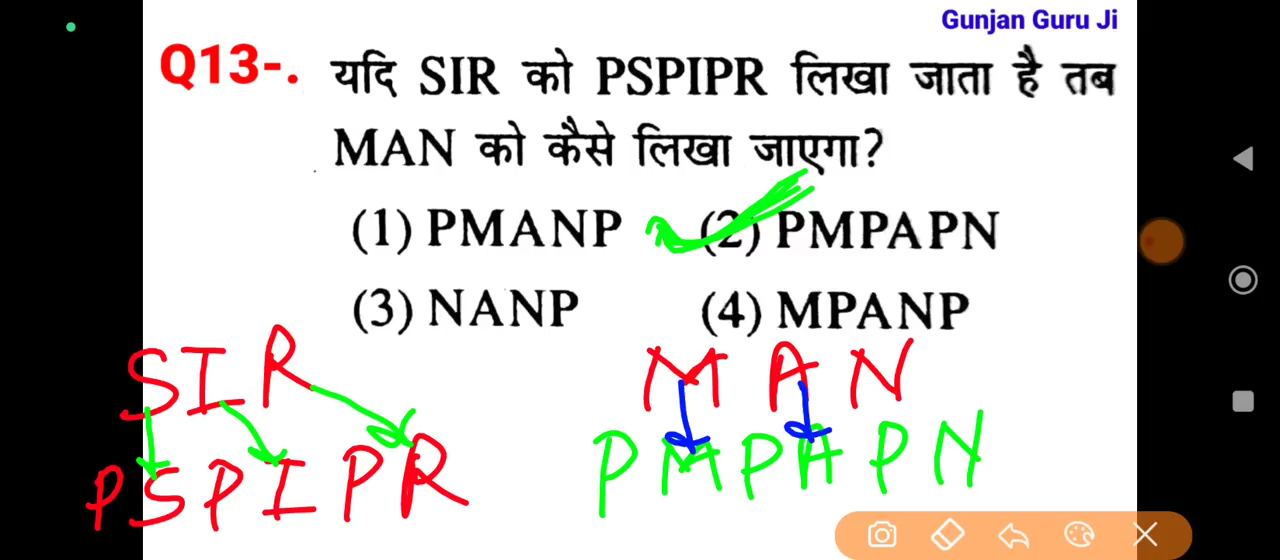 Gunjan Guru Ji
Q13-. यदि SIR को PSPIPR लिखा जाता है तब
MAN को कैसे लिखा जाएगा?
(1) PMANP (2) PMPAPN
(3) NANP (4) MPANP
SIR MAN
PSPIPR PMPAPN